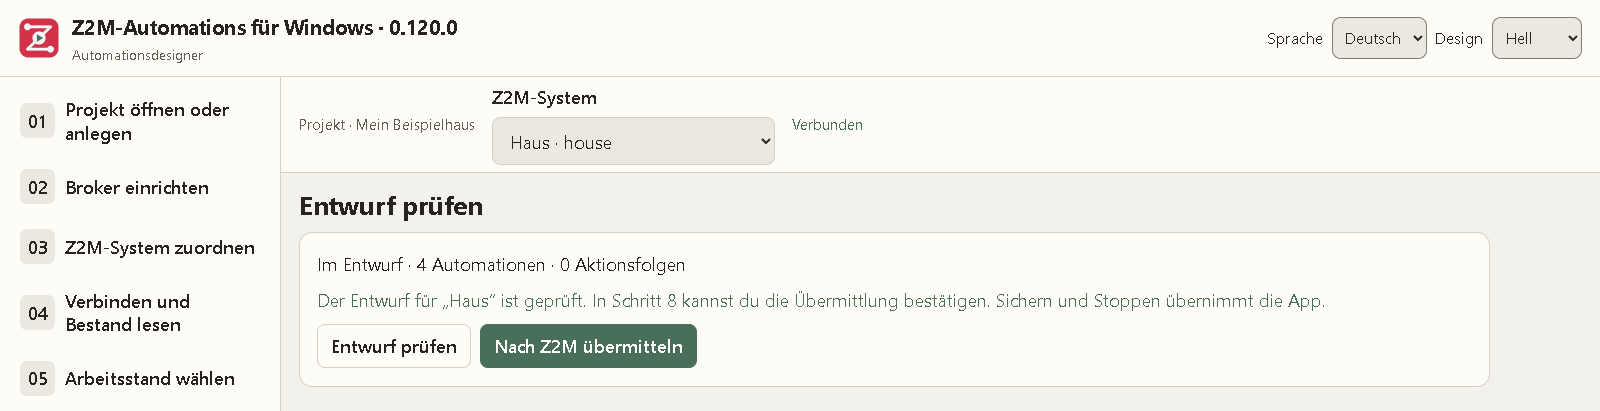 Z2M-Automations für Windows · 0.120.0
Automationsdesigner
Sprache
Deutsch
Design
Hell
01 Projekt öffnen oder
anlegen
02 Broker einrichten
03 Z2M-System zuordnen
04 Verbinden und
Bestand lesen
05 Arbeitsstand wählen
Projekt · Mein Beispielhaus
Z2M-System
Haus · house
Verbunden
Entwurf prüfen
Im Entwurf · 4 Automationen · 0 Aktionsfolgen
Der Entwurf für „Haus“ ist geprüft. In Schritt 8 kannst du die Übermittlung bestätigen. Sichern und Stoppen übernimmt die App.
Entwurf prüfen
Nach Z2M übermitteln